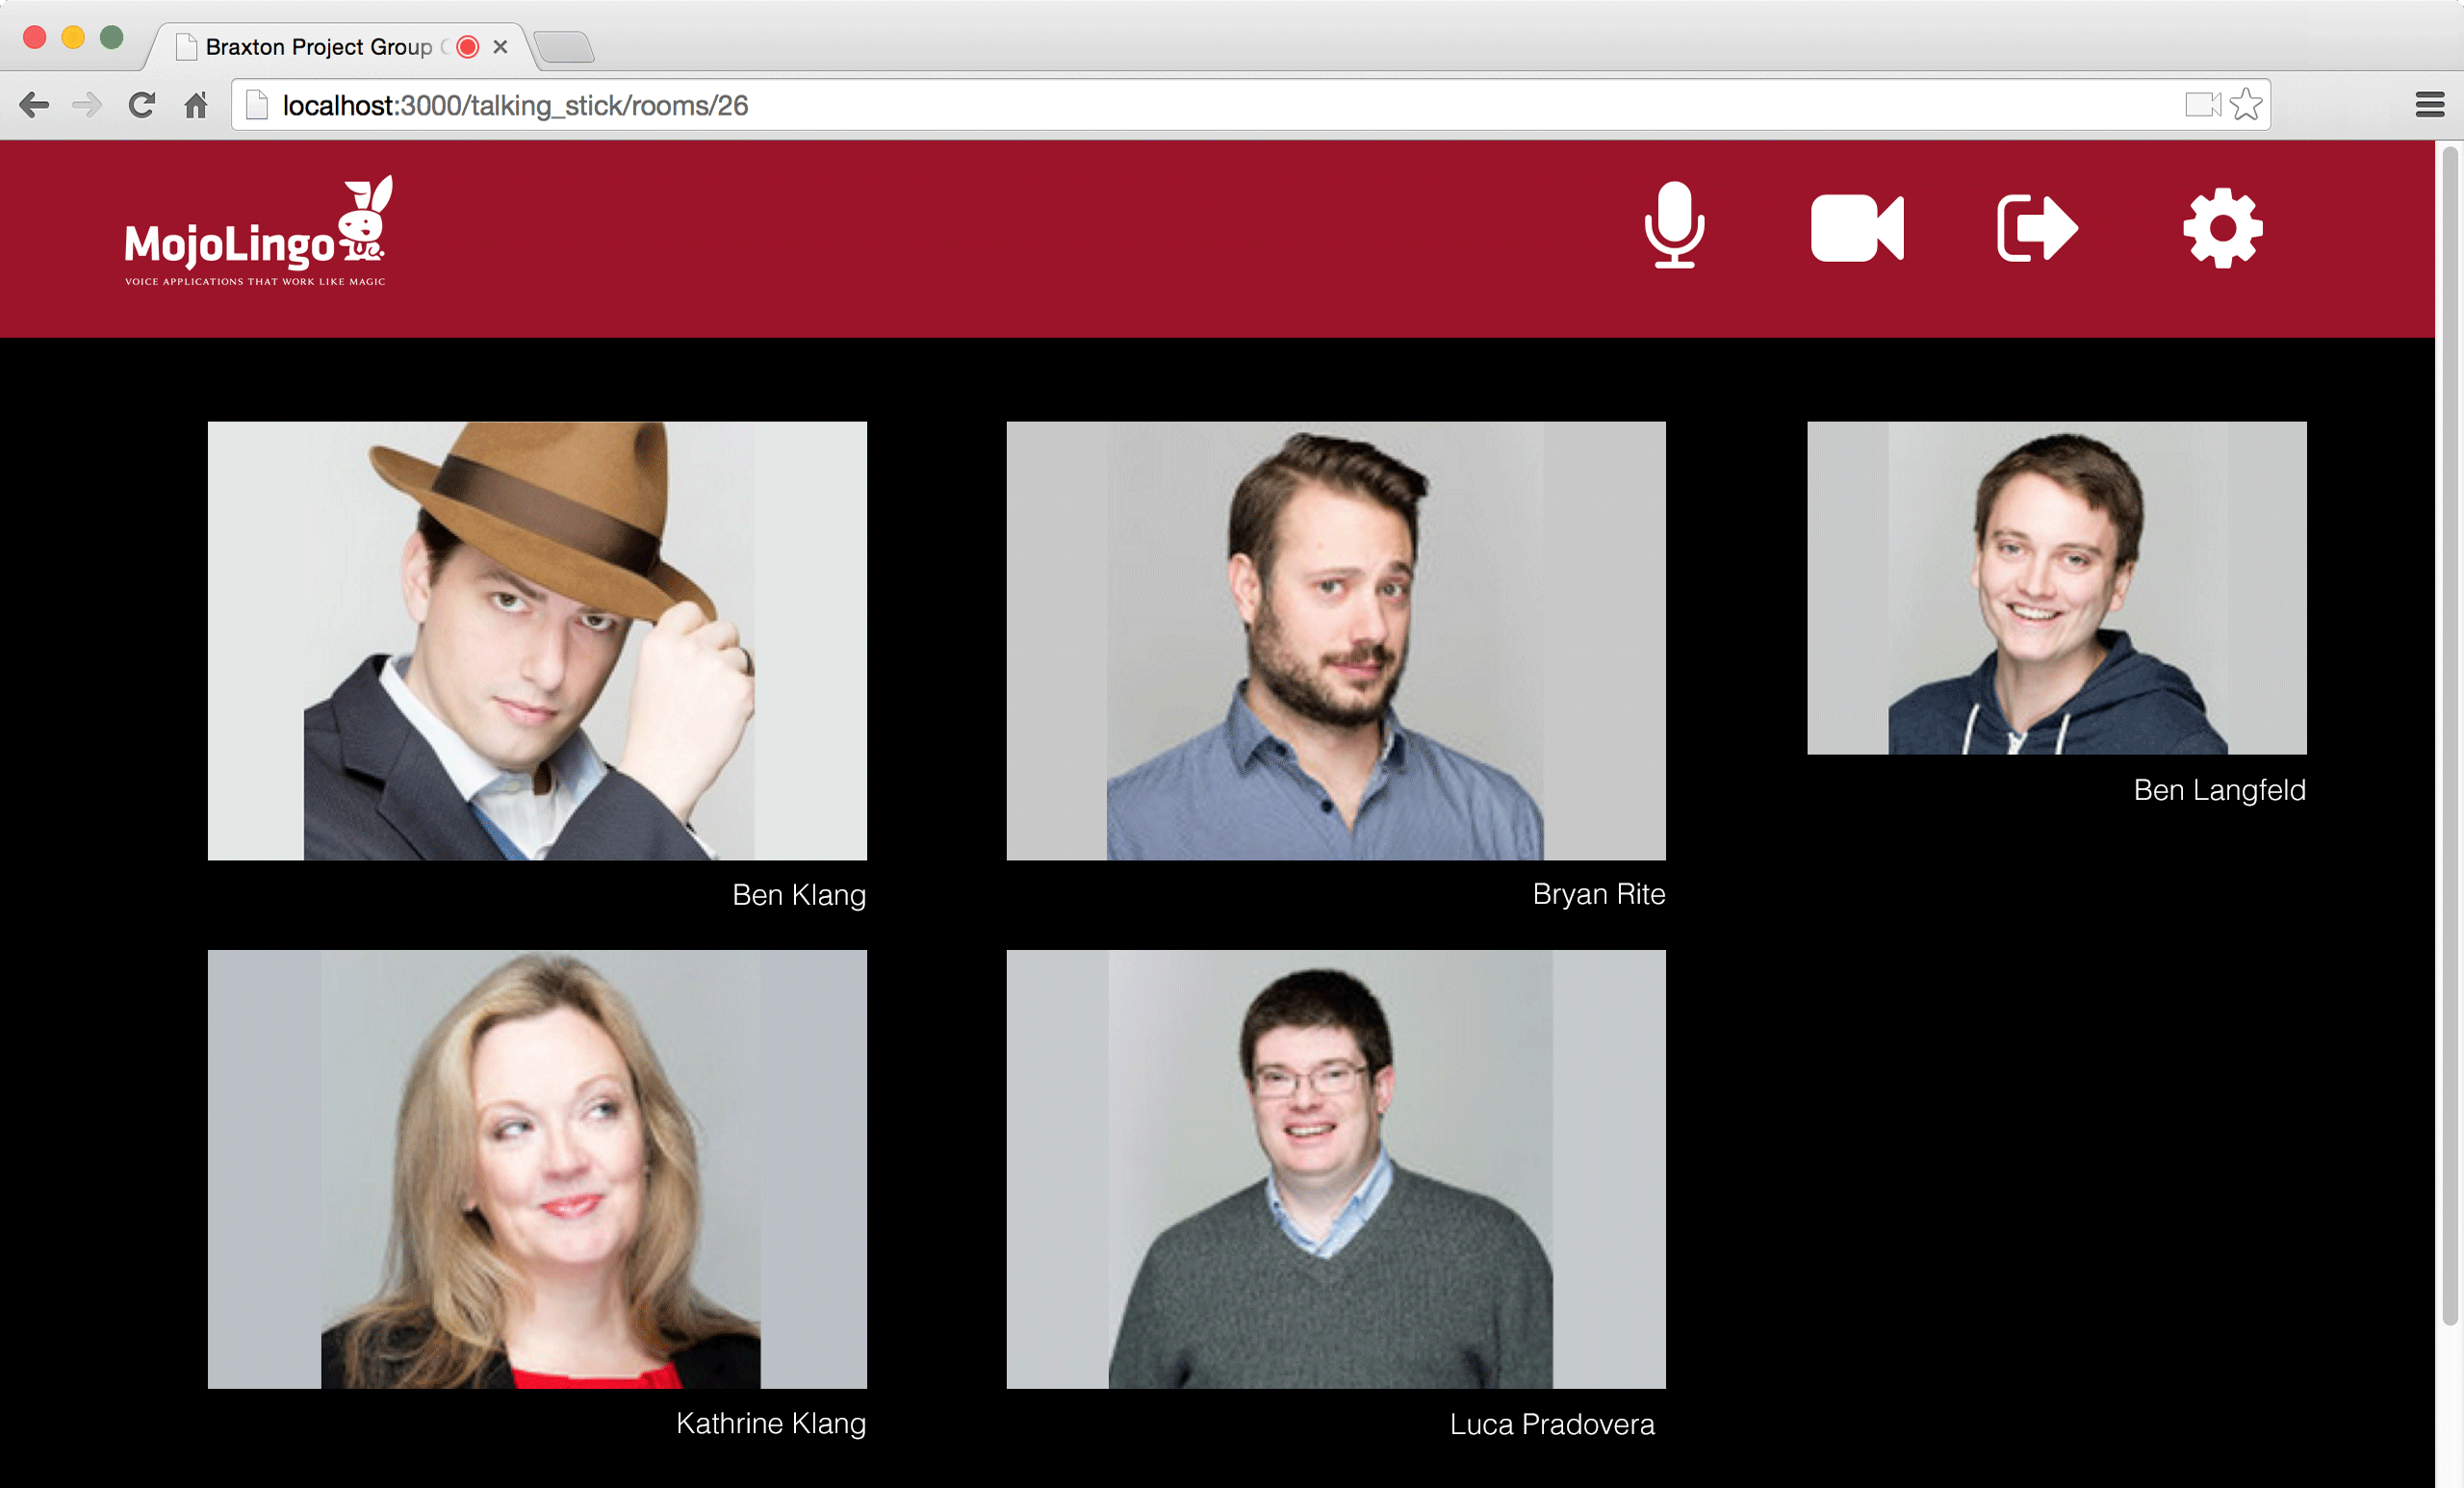 Braxton Project Group
localhost:3000/talking_stick/rooms/26
MojoLingo
VOICE APPLICATIONS THAT WORK LIKE MAGIC
Ben Klang
Bryan Rite
Ben Langfeld
Kathrine Klang
Luca Pradovera